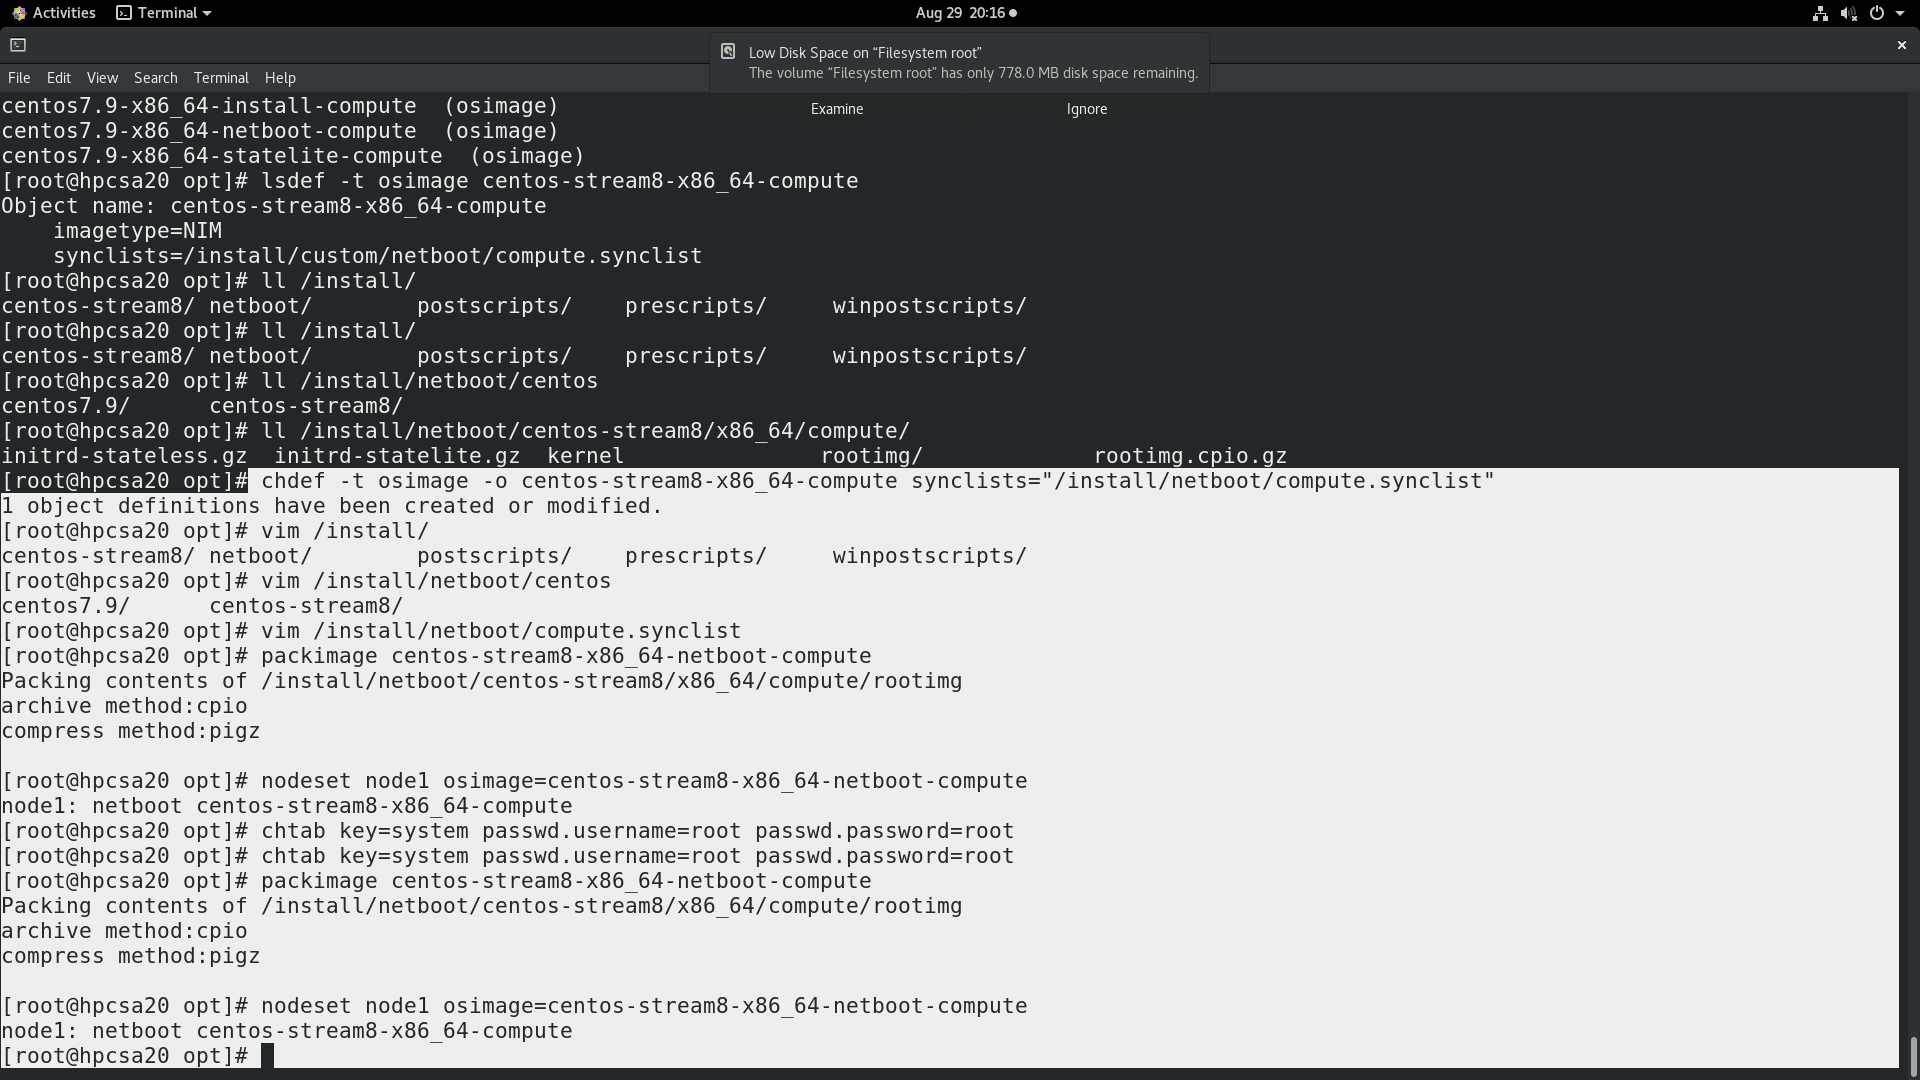 Activities Terminal Aug 29 20:16
Low Disk Space on “Filesystem root”
The volume “Filesystem root” has only 778.0 MB disk space remaining.
Examine Ignore
File Edit View Search Terminal Help
centos7.9-x86_64-install-compute  (osimage)
centos7.9-x86_64-netboot-compute  (osimage)
centos7.9-x86_64-statelite-compute  (osimage)
[root@hpcsa20 opt]# lsdef -t osimage centos-stream8-x86_64-compute
Object name: centos-stream8-x86_64-compute
    imagetype=NIM
    synclists=/install/custom/netboot/compute.synclist
[root@hpcsa20 opt]# ll /install/
centos-stream8/ netboot/        postscripts/    prescripts/     winpostscripts/
[root@hpcsa20 opt]# ll /install/
centos-stream8/ netboot/        postscripts/    prescripts/     winpostscripts/
[root@hpcsa20 opt]# ll /install/netboot/centos
centos7.9/      centos-stream8/
[root@hpcsa20 opt]# ll /install/netboot/centos-stream8/x86_64/compute/
initrd-stateless.gz  initrd-statelite.gz  kernel               rootimg/             rootimg.cpio.gz
[root@hpcsa20 opt]# chdef -t osimage -o centos-stream8-x86_64-compute synclists="/install/netboot/compute.synclist"
1 object definitions have been created or modified.
[root@hpcsa20 opt]# vim /install/
centos-stream8/ netboot/        postscripts/    prescripts/     winpostscripts/
[root@hpcsa20 opt]# vim /install/netboot/centos
centos7.9/      centos-stream8/
[root@hpcsa20 opt]# vim /install/netboot/compute.synclist
[root@hpcsa20 opt]# packimage centos-stream8-x86_64-netboot-compute
Packing contents of /install/netboot/centos-stream8/x86_64/compute/rootimg
archive method:cpio
compress method:pigz
[root@hpcsa20 opt]# nodeset node1 osimage=centos-stream8-x86_64-netboot-compute
node1: netboot centos-stream8-x86_64-compute
[root@hpcsa20 opt]# chtab key=system passwd.username=root passwd.password=root
[root@hpcsa20 opt]# chtab key=system passwd.username=root passwd.password=root
[root@hpcsa20 opt]# packimage centos-stream8-x86_64-netboot-compute
Packing contents of /install/netboot/centos-stream8/x86_64/compute/rootimg
archive method:cpio
compress method:pigz
[root@hpcsa20 opt]# nodeset node1 osimage=centos-stream8-x86_64-netboot-compute
node1: netboot centos-stream8-x86_64-compute
[root@hpcsa20 opt]#